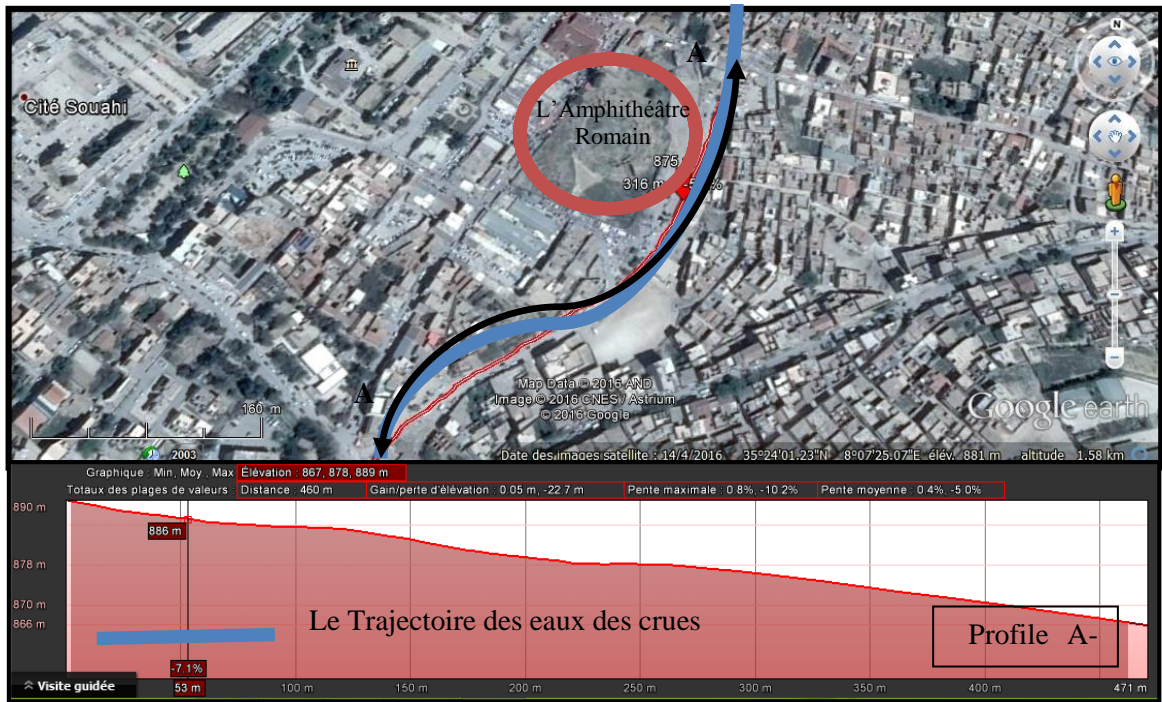 N
A
Cité Souahi
L'Amphithéâtre
Romain
875
316 m
A
160 m
Map Data © 2016 AND
Image © 2016 CNES / Astrium
© 2016 Google
Google earth
2003
Date des images satellite : 14/4/2016 35°24'01.23"N 8°07'25.07"E élév. 881 m altitude 1.58 km
Graphique : Min, Moy , Max Élévation : 867, 878, 889 m
Totaux des plages de valeurs : Distance : 460 m Gain/perte d'élévation : 0.05 m, -22.7 m Pente maximale : 0.8%, -10.2% Pente moyenne : 0.4%, -5.0%
890 m
886 m
878 m
870 m
866 m
Le Trajectoire des eaux des crues
Profile A-
-7.1%
Visite guidée
53 m 100 m 150 m 200 m 250 m 300 m 350 m 400 m 471 m